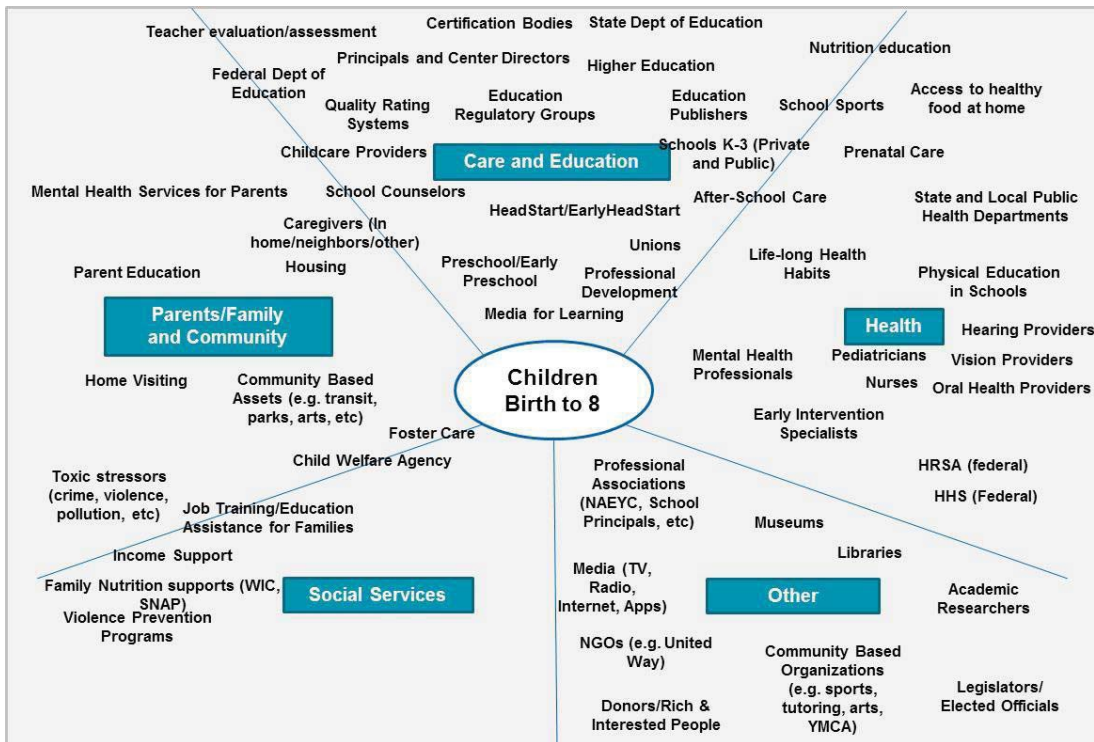 Teacher evaluation/assessment
Certification Bodies
State Dept of Education
Nutrition education
Principals and Center Directors
Higher Education
Federal Dept of
Education
Quality Rating
Systems
Education
Regulatory Groups
Education
Publishers
School Sports
Access to healthy
food at home
Childcare Providers
Care and Education
Schools K-3 (Private
and Public)
Prenatal Care
Mental Health Services for Parents
School Counselors
HeadStart/EarlyHeadStart
After-School Care
State and Local Public
Health Departments
Caregivers (In
home/neighbors/other)
Unions
Life-long Health
Habits
Parent Education
Housing
Preschool/Early
Preschool
Professional
Development
Physical Education
in Schools
Media for Learning
Parents/Family
and Community
Health
Hearing Providers
Mental Health
Professionals
Pediatricians
Vision Providers
Nurses
Oral Health Providers
Home Visiting
Community Based
Assets (e.g. transit,
parks, arts, etc)
Children
Birth to 8
Early Intervention
Specialists
Foster Care
Child Welfare Agency
Toxic stressors
(crime, violence,
pollution, etc)
Job Training/Education
Assistance for Families
Professional
Associations
(NAEYC, School
Principals, etc)
HRSA (federal)
HHS (Federal)
Museums
Libraries
Income Support
Family Nutrition supports (WIC,
SNAP)
Violence Prevention
Programs
Social Services
Media (TV,
Radio,
Internet, Apps)
Other
Academic
Researchers
NGOs (e.g. United
Way)
Community Based
Organizations
(e.g. sports,
tutoring, arts,
YMCA)
Legislators/
Elected Officials
Donors/Rich &
Interested People